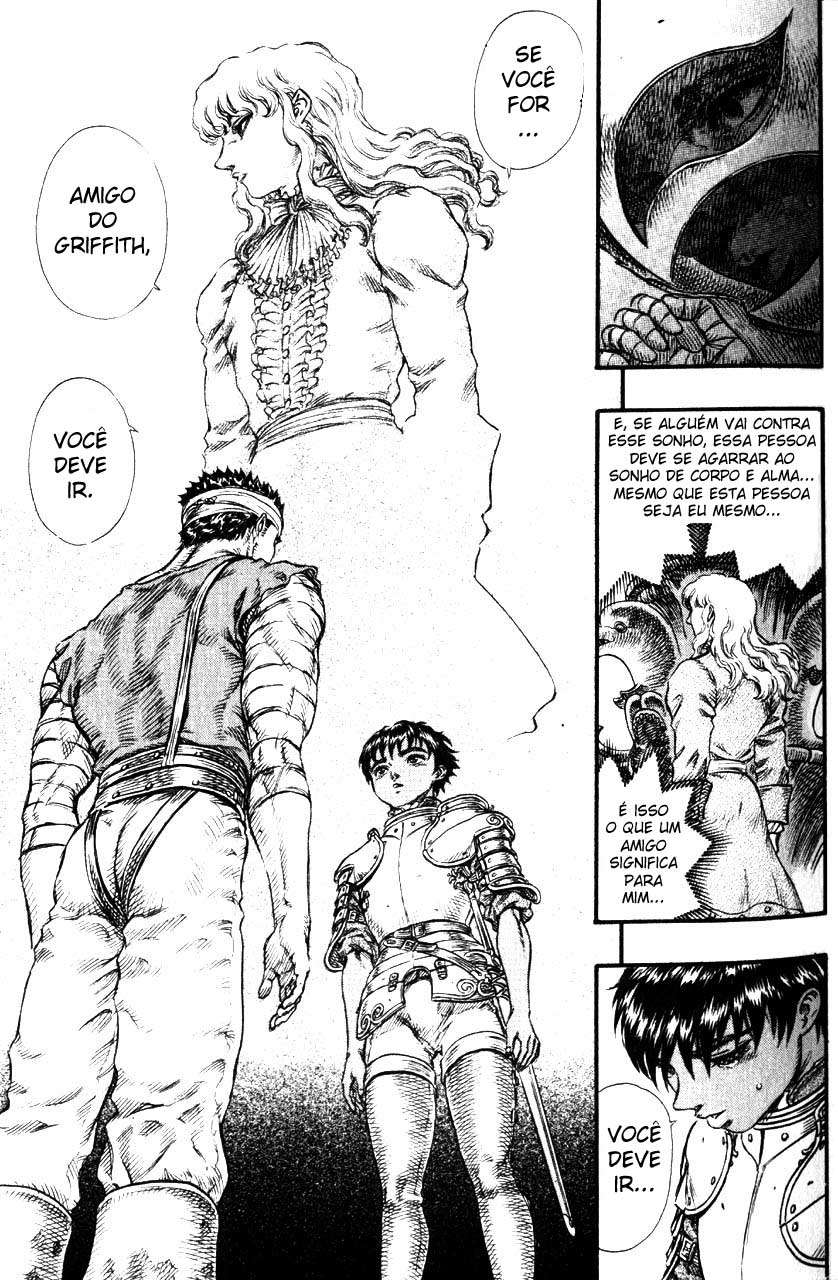 E, SE ALGUÉM VAI CONTRA
ESSE SONHO, ESSA PESSOA
DEVE SE AGARRAR AO
SONHO DE CORPO E ALMA...
MESMO QUE ESTA PESSOA
SEJA EU MESMO...
É ISSO
O QUE UM
AMIGO
SIGNIFICA
PARA
MIM...
VOCÊ
DEVE
IR...
SE
VOCÊ
FOR
...
AMIGO
DO
GRIFFITH,
VOCÊ
DEVE
IR.